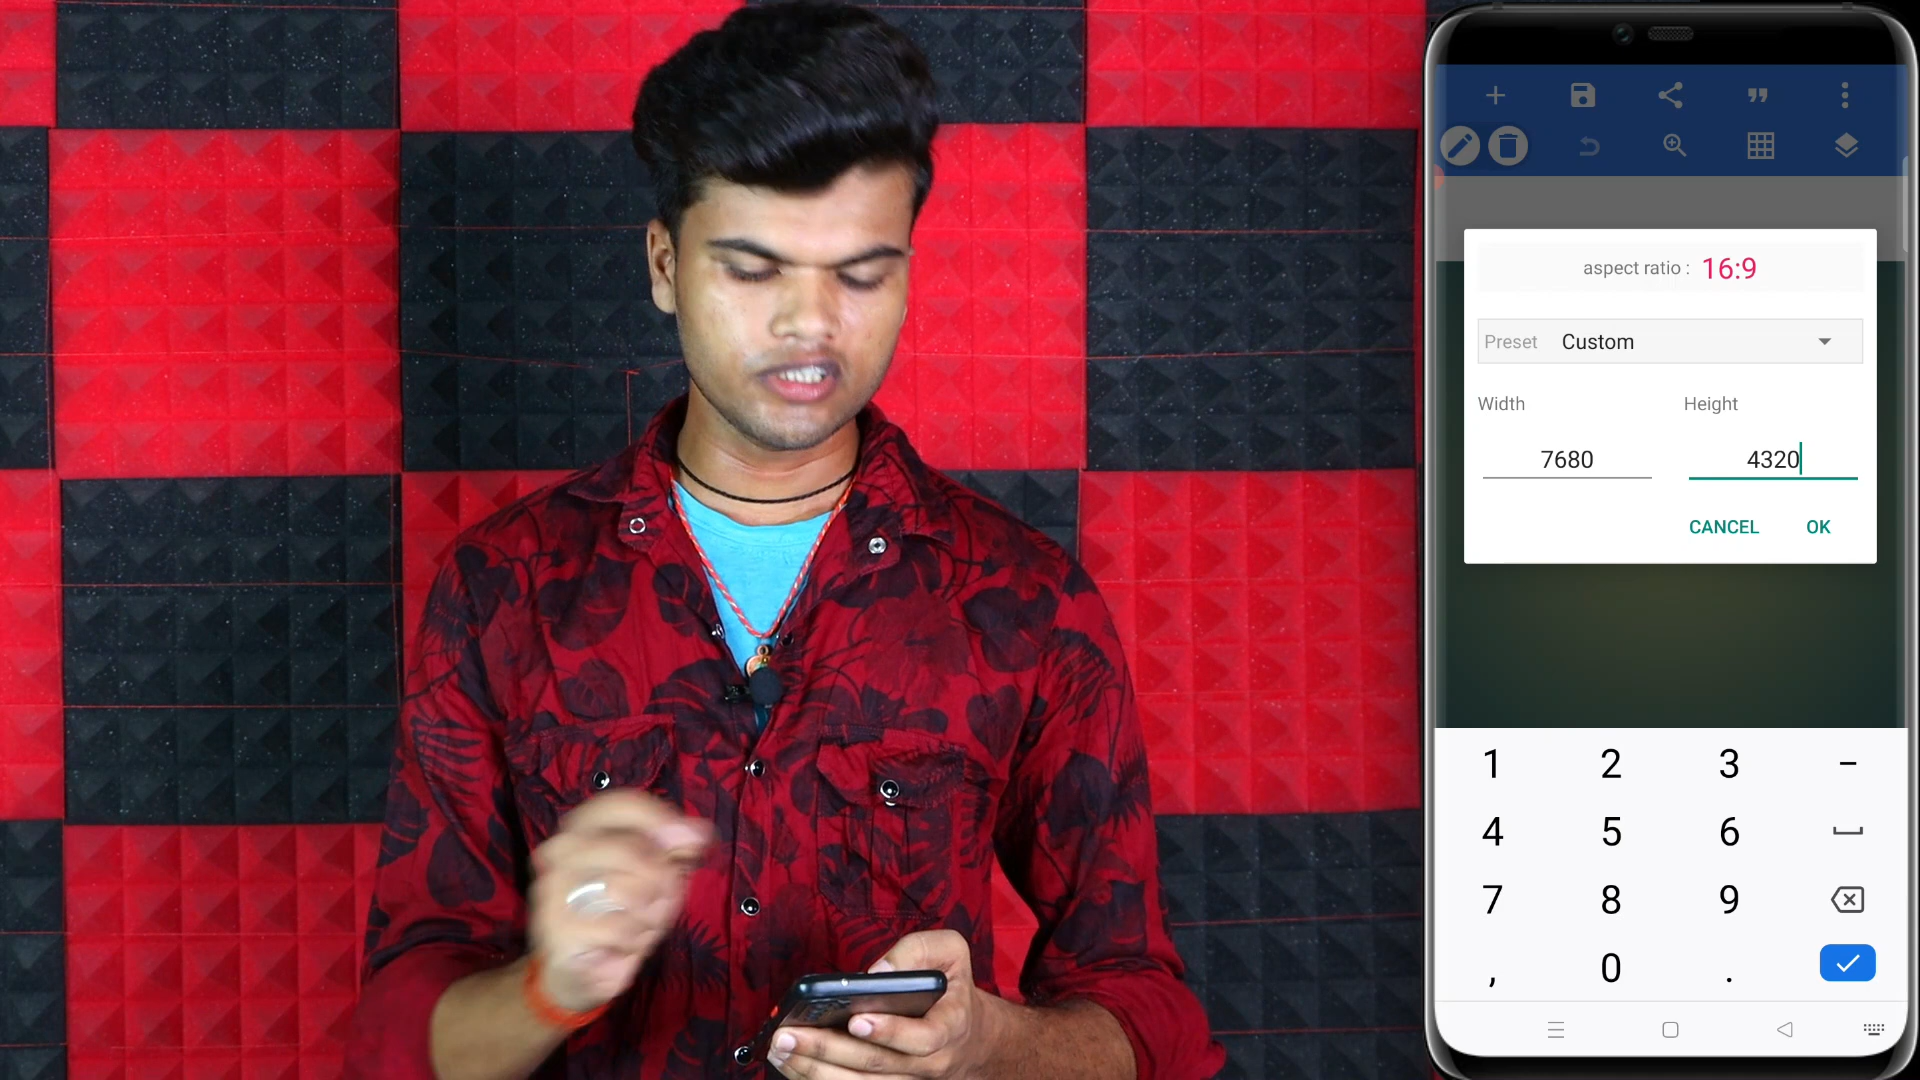 aspect ratio : 16:9
Preset Custom
Width Height
7680 4320
CANCEL OK
1 2 3 –
4 5 6
7 8 9
, 0 .